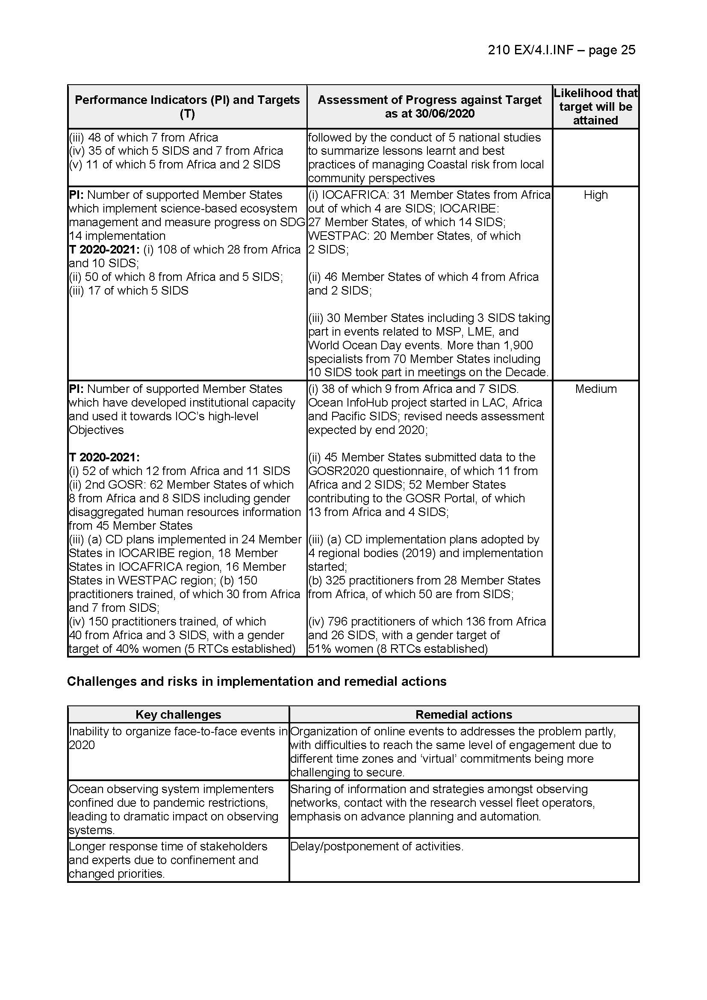 210 EX/4.I.INF – page 25
Performance Indicators (PI) and Targets
(T)
Assessment of Progress against Target
as at 30/06/2020
Likelihood that
target will be
attained
(iii) 48 of which 7 from Africa
(iv) 35 of which 5 SIDS and 7 from Africa
(v) 11 of which 5 from Africa and 2 SIDS
followed by the conduct of 5 national studies
to summarize lessons learnt and best
practices of managing Coastal risk from local
community perspectives
PI: Number of supported Member States
which implement science-based ecosystem
management and measure progress on SDG
14 implementation
T 2020-2021: (i) 108 of which 28 from Africa
and 10 SIDS;
(ii) 50 of which 8 from Africa and 5 SIDS;
(iii) 17 of which 5 SIDS
(i) IOCAFRICA: 31 Member States from Africa
out of which 4 are SIDS; IOCARIBE:
27 Member States, of which 14 SIDS;
WESTPAC: 20 Member States, of which
2 SIDS;
(ii) 46 Member States of which 4 from Africa
and 2 SIDS;
(iii) 30 Member States including 3 SIDS taking
part in events related to MSP, LME, and
World Ocean Day events. More than 1,900
specialists from 70 Member States including
10 SIDS took part in meetings on the Decade.
High
PI: Number of supported Member States
which have developed institutional capacity
and used it towards IOC’s high-level
Objectives
T 2020-2021:
(i) 52 of which 12 from Africa and 11 SIDS
(ii) 2nd GOSR: 62 Member States of which
8 from Africa and 8 SIDS including gender
disaggregated human resources information
from 45 Member States
(iii) (a) CD plans implemented in 24 Member
States in IOCARIBE region, 18 Member
States in IOCAFRICA region, 16 Member
States in WESTPAC region; (b) 150
practitioners trained, of which 30 from Africa
and 7 from SIDS;
(iv) 150 practitioners trained, of which
40 from Africa and 3 SIDS, with a gender
target of 40% women (5 RTCs established)
(i) 38 of which 9 from Africa and 7 SIDS.
Ocean InfoHub project started in LAC, Africa
and Pacific SIDS; revised needs assessment
expected by end 2020;
(ii) 45 Member States submitted data to the
GOSR2020 questionnaire, of which 11 from
Africa and 2 SIDS; 52 Member States
contributing to the GOSR Portal, of which
13 from Africa and 4 SIDS;
(iii) (a) CD implementation plans adopted by
4 regional bodies (2019) and implementation
started;
(b) 325 practitioners from 28 Member States
from Africa, of which 50 are from SIDS;
(iv) 796 practitioners of which 136 from Africa
and 26 SIDS, with a gender target of
51% women (8 RTCs established)
Medium
Challenges and risks in implementation and remedial actions
Key challenges
Remedial actions
Inability to organize face-to-face events in
2020
Organization of online events to addresses the problem partly,
with difficulties to reach the same level of engagement due to
different time zones and ‘virtual’ commitments being more
challenging to secure.
Ocean observing system implementers
confined due to pandemic restrictions,
leading to dramatic impact on observing
systems.
Sharing of information and strategies amongst observing
networks, contact with the research vessel fleet operators,
emphasis on advance planning and automation.
Longer response time of stakeholders
and experts due to confinement and
changed priorities.
Delay/postponement of activities.